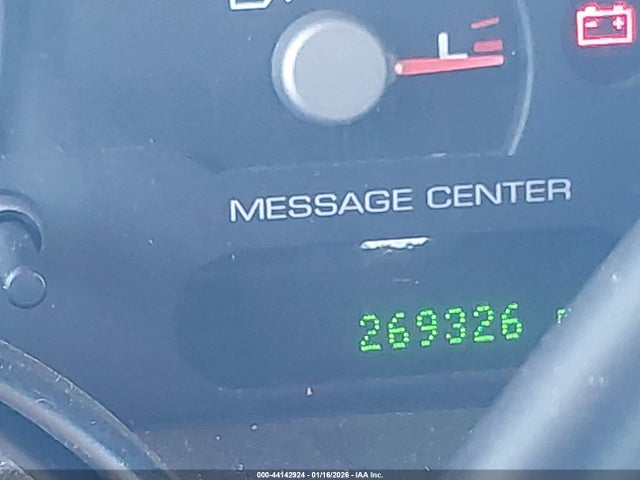 L
MESSAGE CENTER
269326
000-44142924 - 01/16/2026 - IAA Inc.